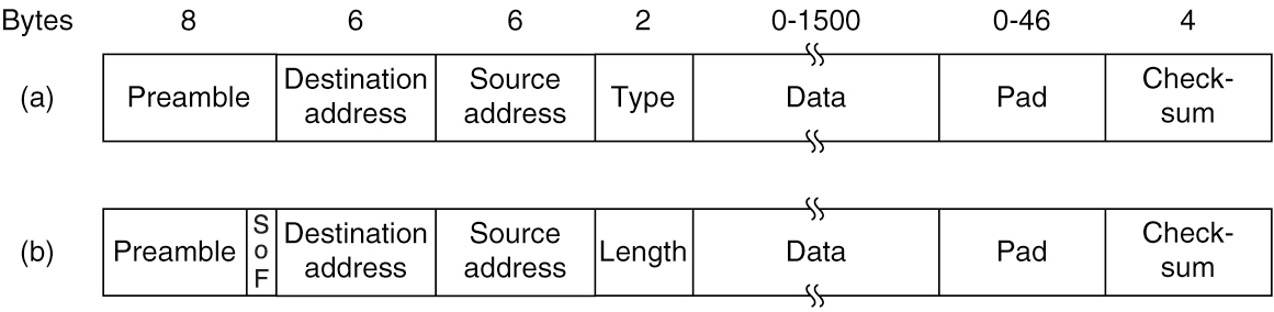 Bytes 8 6 6 2 0-1500 0-46 4
(a) Preamble Destination address Source address Type Data Pad Check-sum
(b) Preamble SoF Destination address Source address Length Data Pad Check-sum